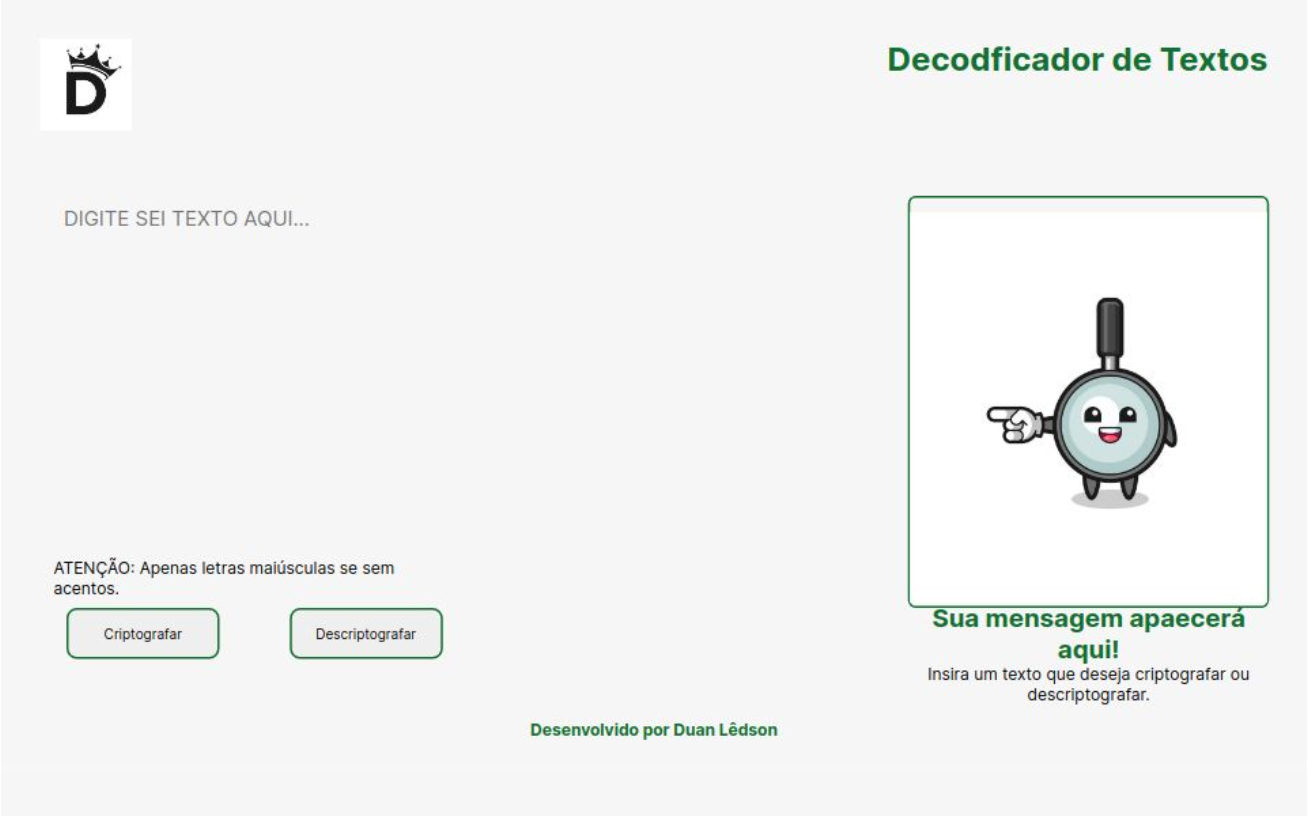 D
Decodficador de Textos
DIGITE SEI TEXTO AQUI...
ATENÇÃO: Apenas letras maiúsculas se sem
acentos.
Criptografar
Descriptografar
Sua mensagem apaecerá
aqui!
Insira um texto que deseja criptografar ou
descriptografar.
Desenvolvido por Duan Lêdson